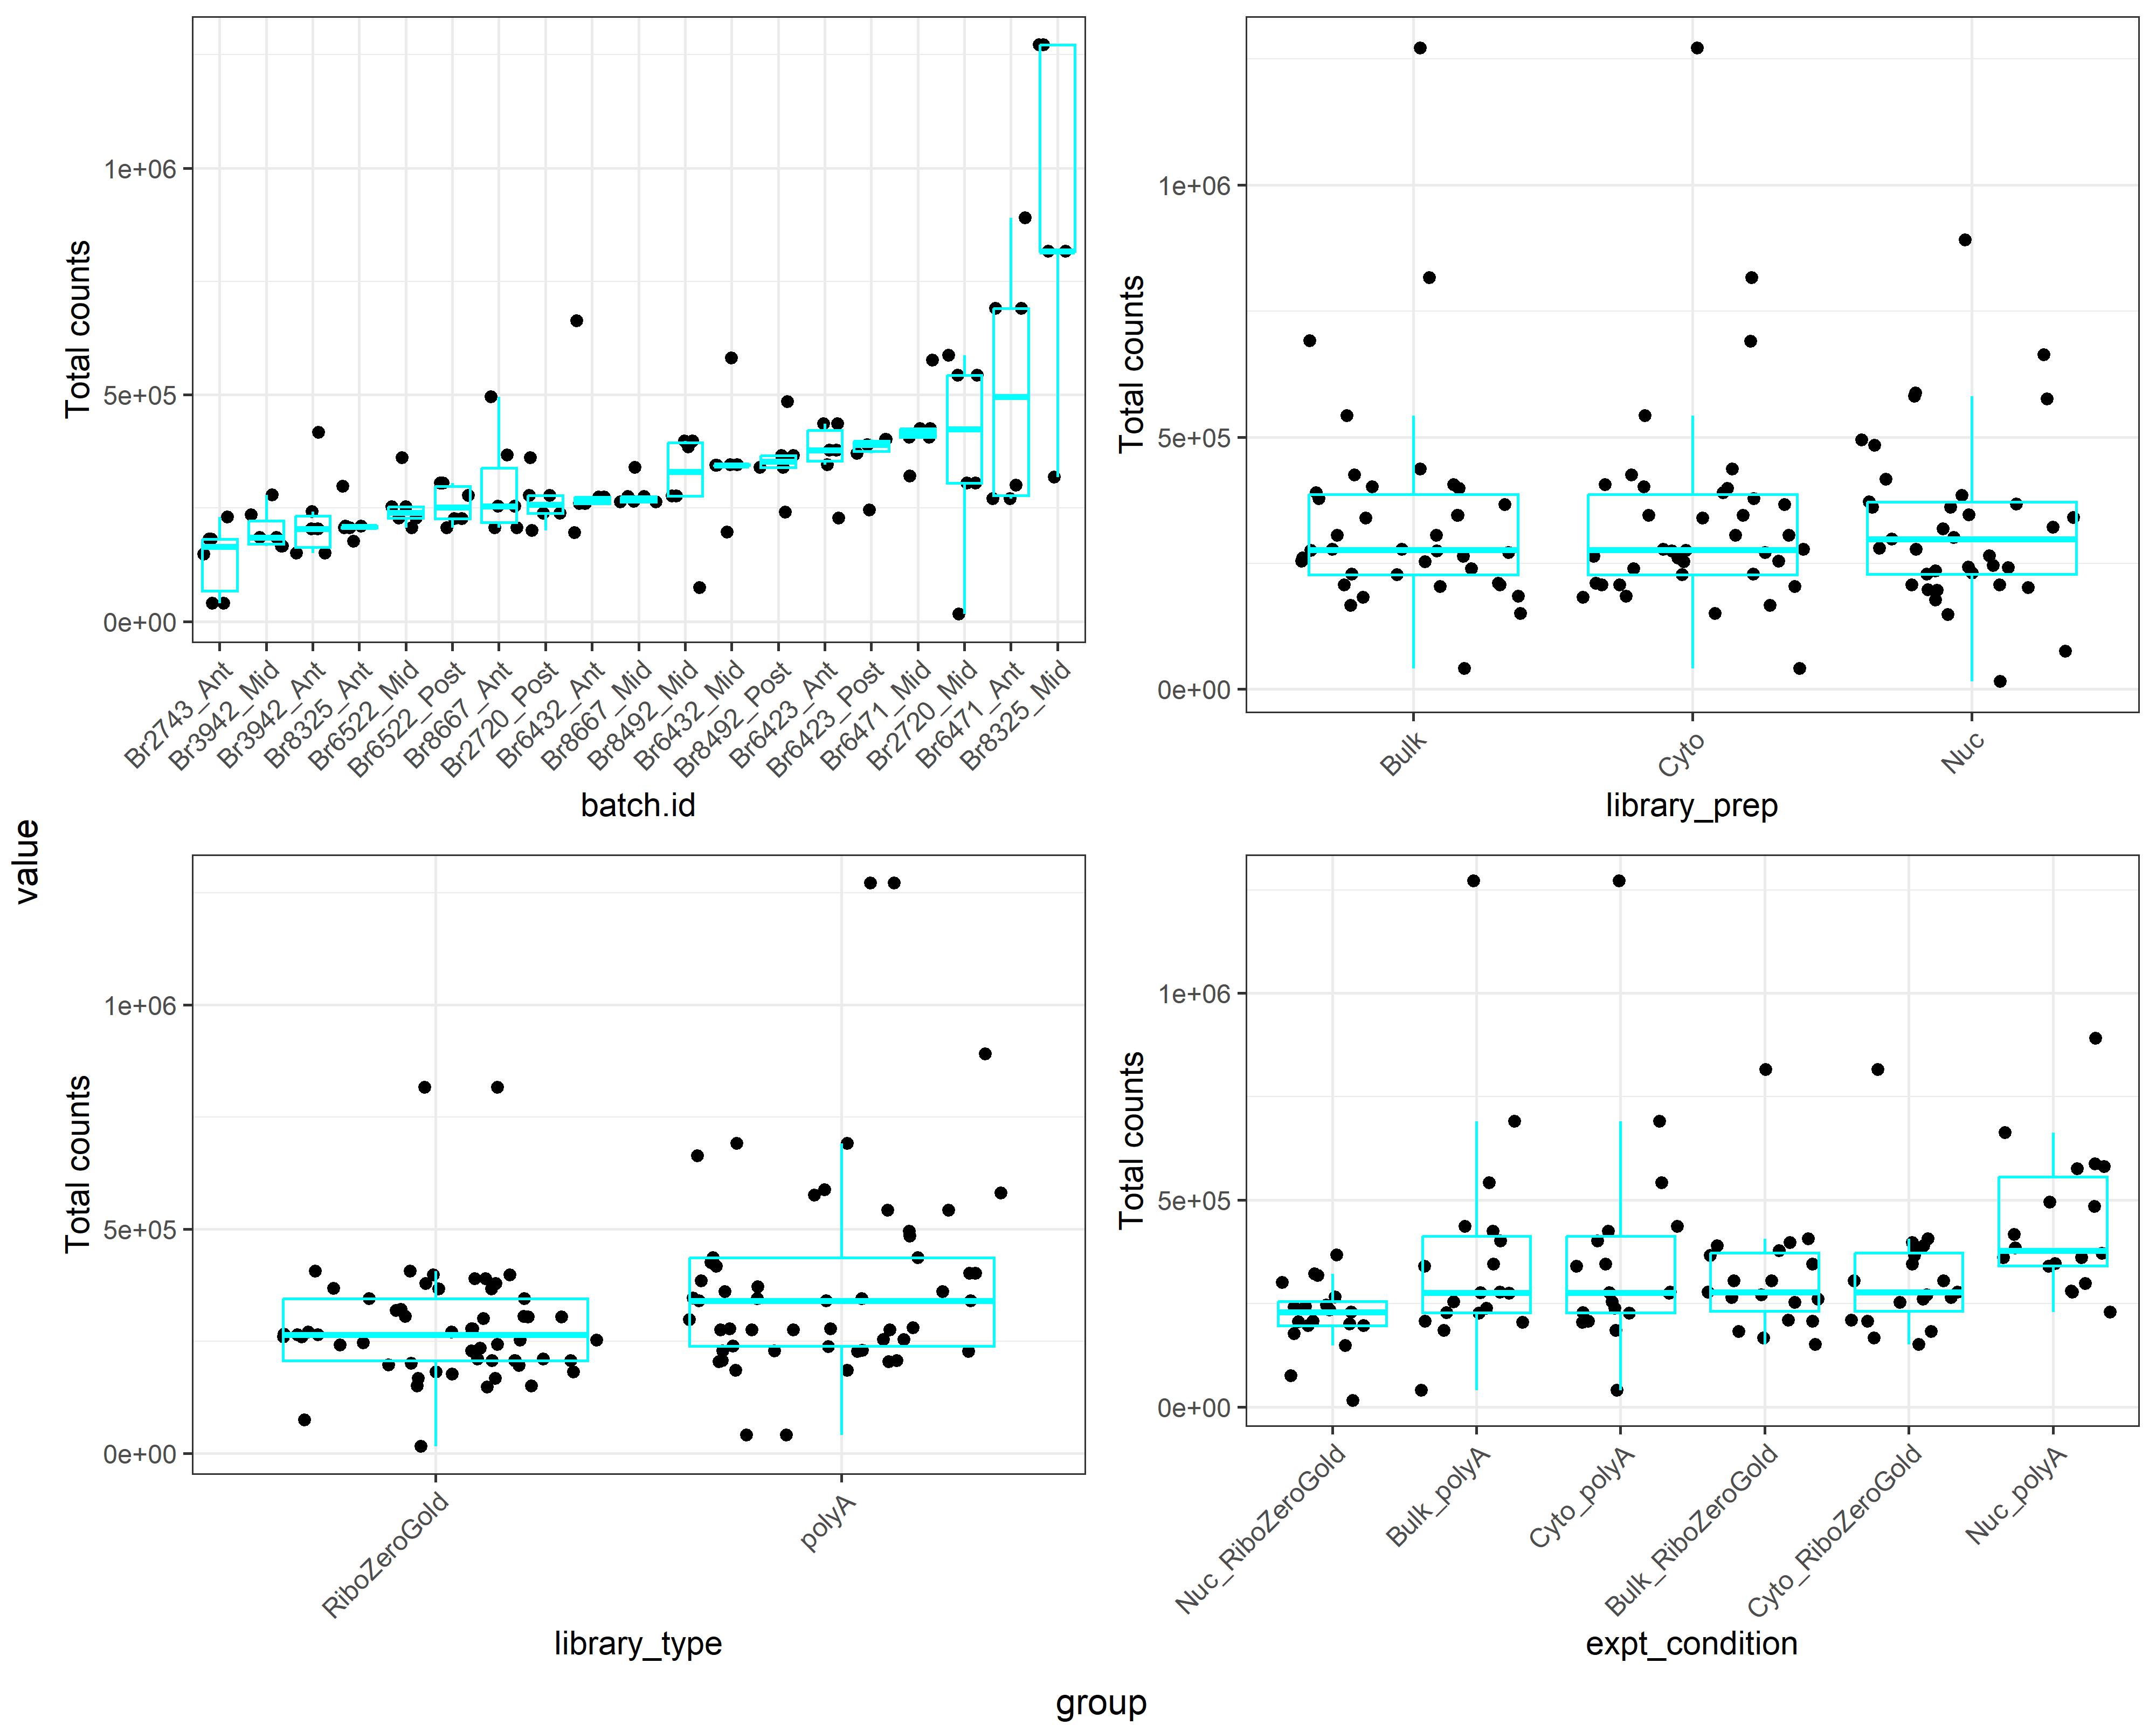 value
Total counts
1e+06
5e+05
0e+00
Br2743_Ant
Br3942_Mid
Br3942_Ant
Br8325_Ant
Br6522_Mid
Br6522_Post
Br8667_Ant
Br2720_Post
Br6432_Ant
Br8667_Mid
Br8492_Mid
Br6432_Mid
Br8492_Post
Br6423_Ant
Br6423_Post
Br6471_Mid
Br2720_Mid
Br6471_Ant
Br8325_Mid
batch.id
Total counts
1e+06
5e+05
0e+00
Bulk
Cyto
Nuc
library_prep
Total counts
1e+06
5e+05
0e+00
RiboZeroGold
polyA
library_type
Total counts
1e+06
5e+05
0e+00
Nuc_RiboZeroGold
Bulk_polyA
Cyto_polyA
Bulk_RiboZeroGold
Cyto_RiboZeroGold
Nuc_polyA
expt_condition
group